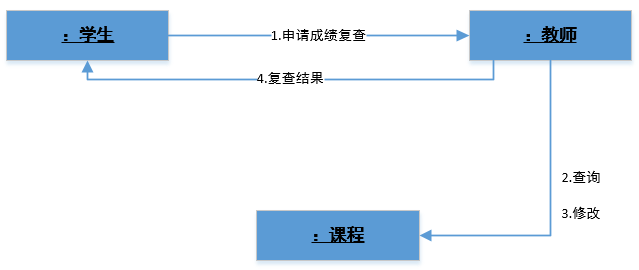 ：学生
1.申请成绩复查
：教师
4.复查结果
2.查询
3.修改
：课程